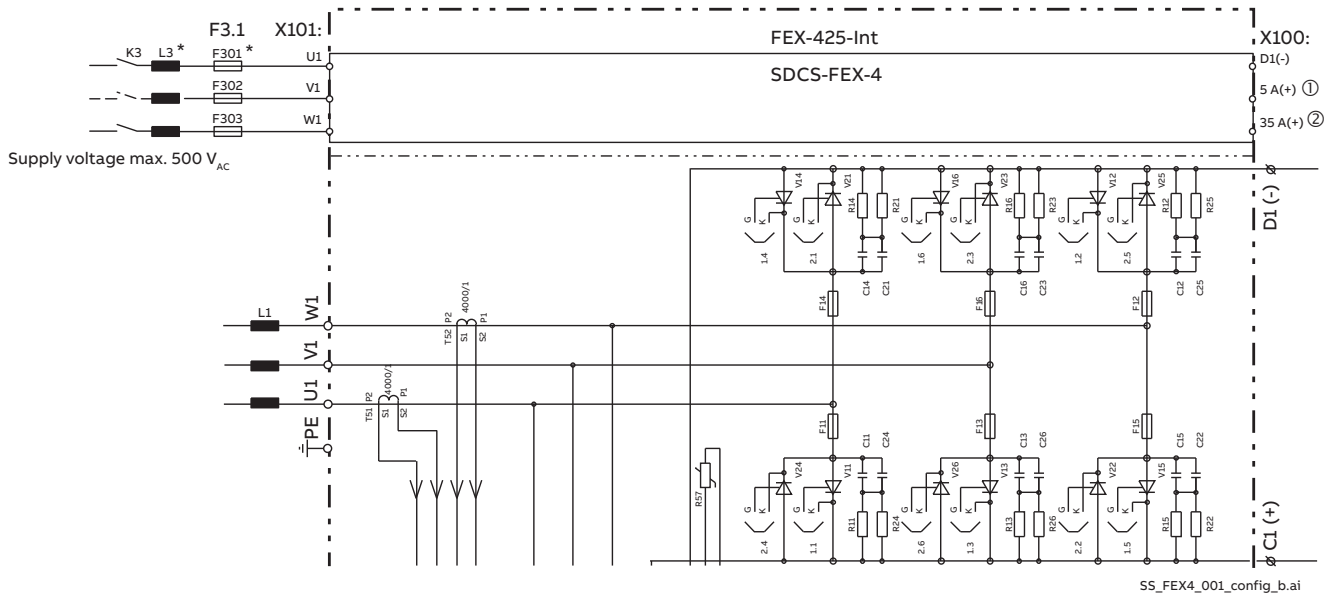 F3.1
X101:
FEX-425-Int
X100:
K3
L3 *
F301 *
U1
D1(-)
SDCS-FEX-4
F302
V1
5 A(+) ①
F303
W1
35 A(+) ②
Supply voltage max. 500 VAC
V14
V21
R14
R21
V16
V23
R16
R23
V12
V25
R12
R25
D1 (-)
G
K
G
K
G
K
G
K
G
K
G
K
1.4
2.1
1.6
2.3
1.2
2.5
C14
C21
C16
C23
C12
C25
F14
F16
F12
L1
W1
T52
P2
S1
4000/1
P1
S2
V1
U1
T51
P2
S1
4000/1
P1
S2
PE
F11
F13
F15
C11
C24
C13
C26
C15
C22
R57
V24
V11
V26
V13
V22
V15
G
K
G
K
G
K
G
K
G
K
G
K
R11
R24
R13
R26
R15
R22
2.4
1.1
2.6
1.3
2.2
1.5
C1 (+)
SS_FEX4_001_config_b.ai